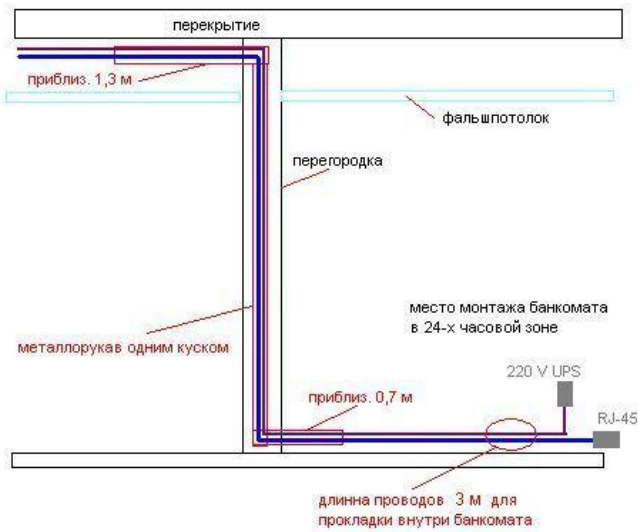 перекрытие
приблиз. 1,3 м
фальшпотолок
перегородка
место монтажа банкомата
в 24-х часовой зоне
металлорукав одним куском
220 V UPS
приблиз. 0,7 м
RJ-45
длинна проводов 3 м для
прокладки внутри банкомата